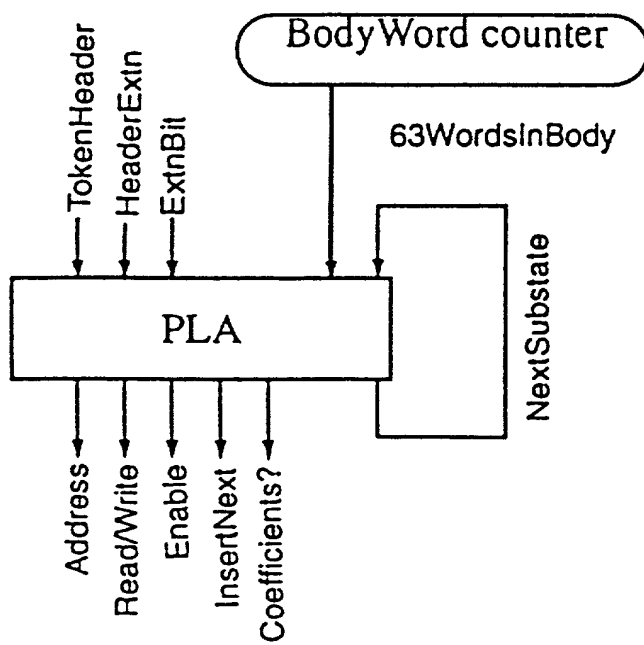 BodyWord counter
63WordsInBody
TokenHeader
HeaderExtn
ExtnBit
PLA
NextSubstate
Address
Read/Write
Enable
InsertNext
Coefficients?